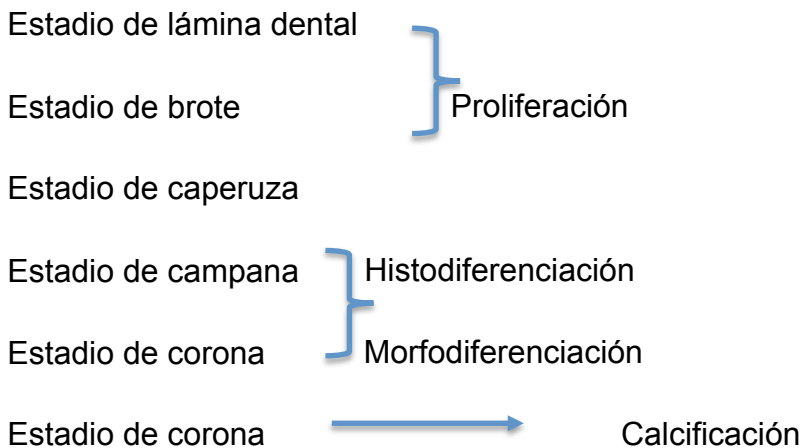 Estadio de lámina dental
Estadio de brote Proliferación
Estadio de caperuza
Estadio de campana Histodiferenciación
Estadio de corona Morfodiferenciación
Estadio de corona Calcificación